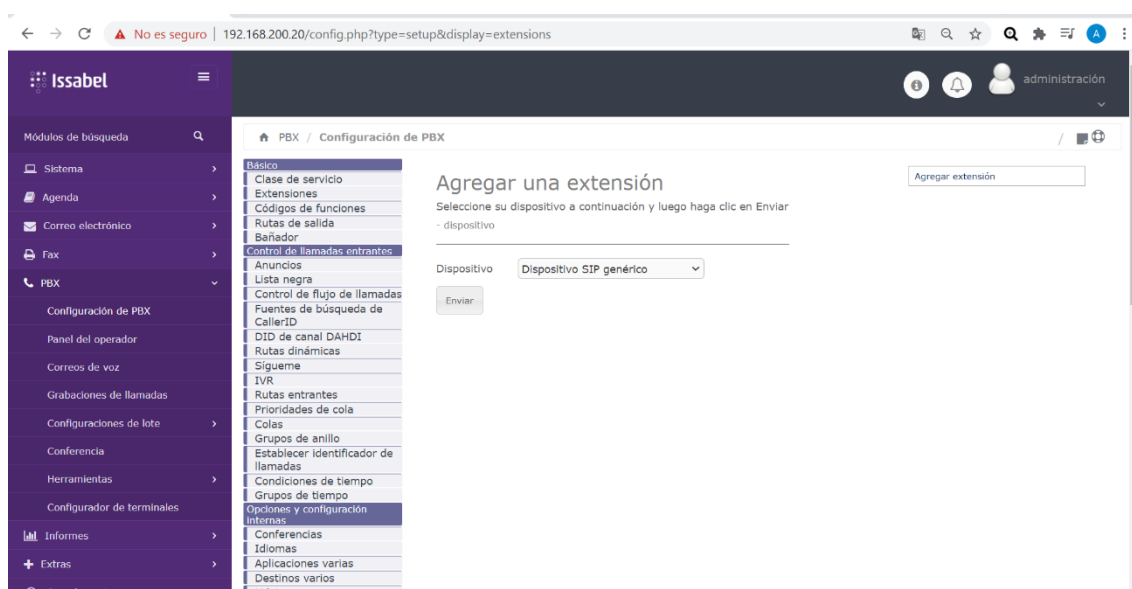 No es seguro | 192.168.200.20/config.php?type=setup&display=extensions
A
Issabel
administración
Módulos de búsqueda
Sistema
Agenda
Correo electrónico
Fax
PBX
Configuración de PBX
Panel del operador
Correos de voz
Grabaciones de llamadas
Configuraciones de lote
Conferencia
Herramientas
Configurador de terminales
Informes
Extras
PBX / Configuración de PBX
/
Básico
Clase de servicio
Extensiones
Códigos de funciones
Rutas de salida
Bañador
Control de llamadas entrantes
Anuncios
Lista negra
Control de flujo de llamadas
Fuentes de búsqueda de
CallerID
DID de canal DAHDI
Rutas dinámicas
Sígueme
IVR
Rutas entrantes
Prioridades de cola
Colas
Grupos de anillo
Establecer identificador de
llamadas
Condiciones de tiempo
Grupos de tiempo
Opciones y configuración
internas
Conferencias
Idiomas
Aplicaciones varias
Destinos varios
Agregar una extensión
Seleccione su dispositivo a continuación y luego haga clic en Enviar
- dispositivo
Dispositivo
Dispositivo SIP genérico
Enviar
Agregar extensión